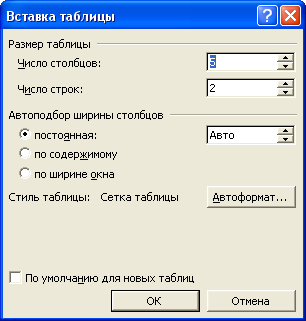 Вставка таблицы
Размер таблицы
Число столбцов: 5
Число строк: 2
Автоподбор ширины столбцов
постоянная: Авто
по содержимому
по ширине окна
Стиль таблицы: Сетка таблицы Автоформат...
По умолчанию для новых таблиц
ОК Отмена